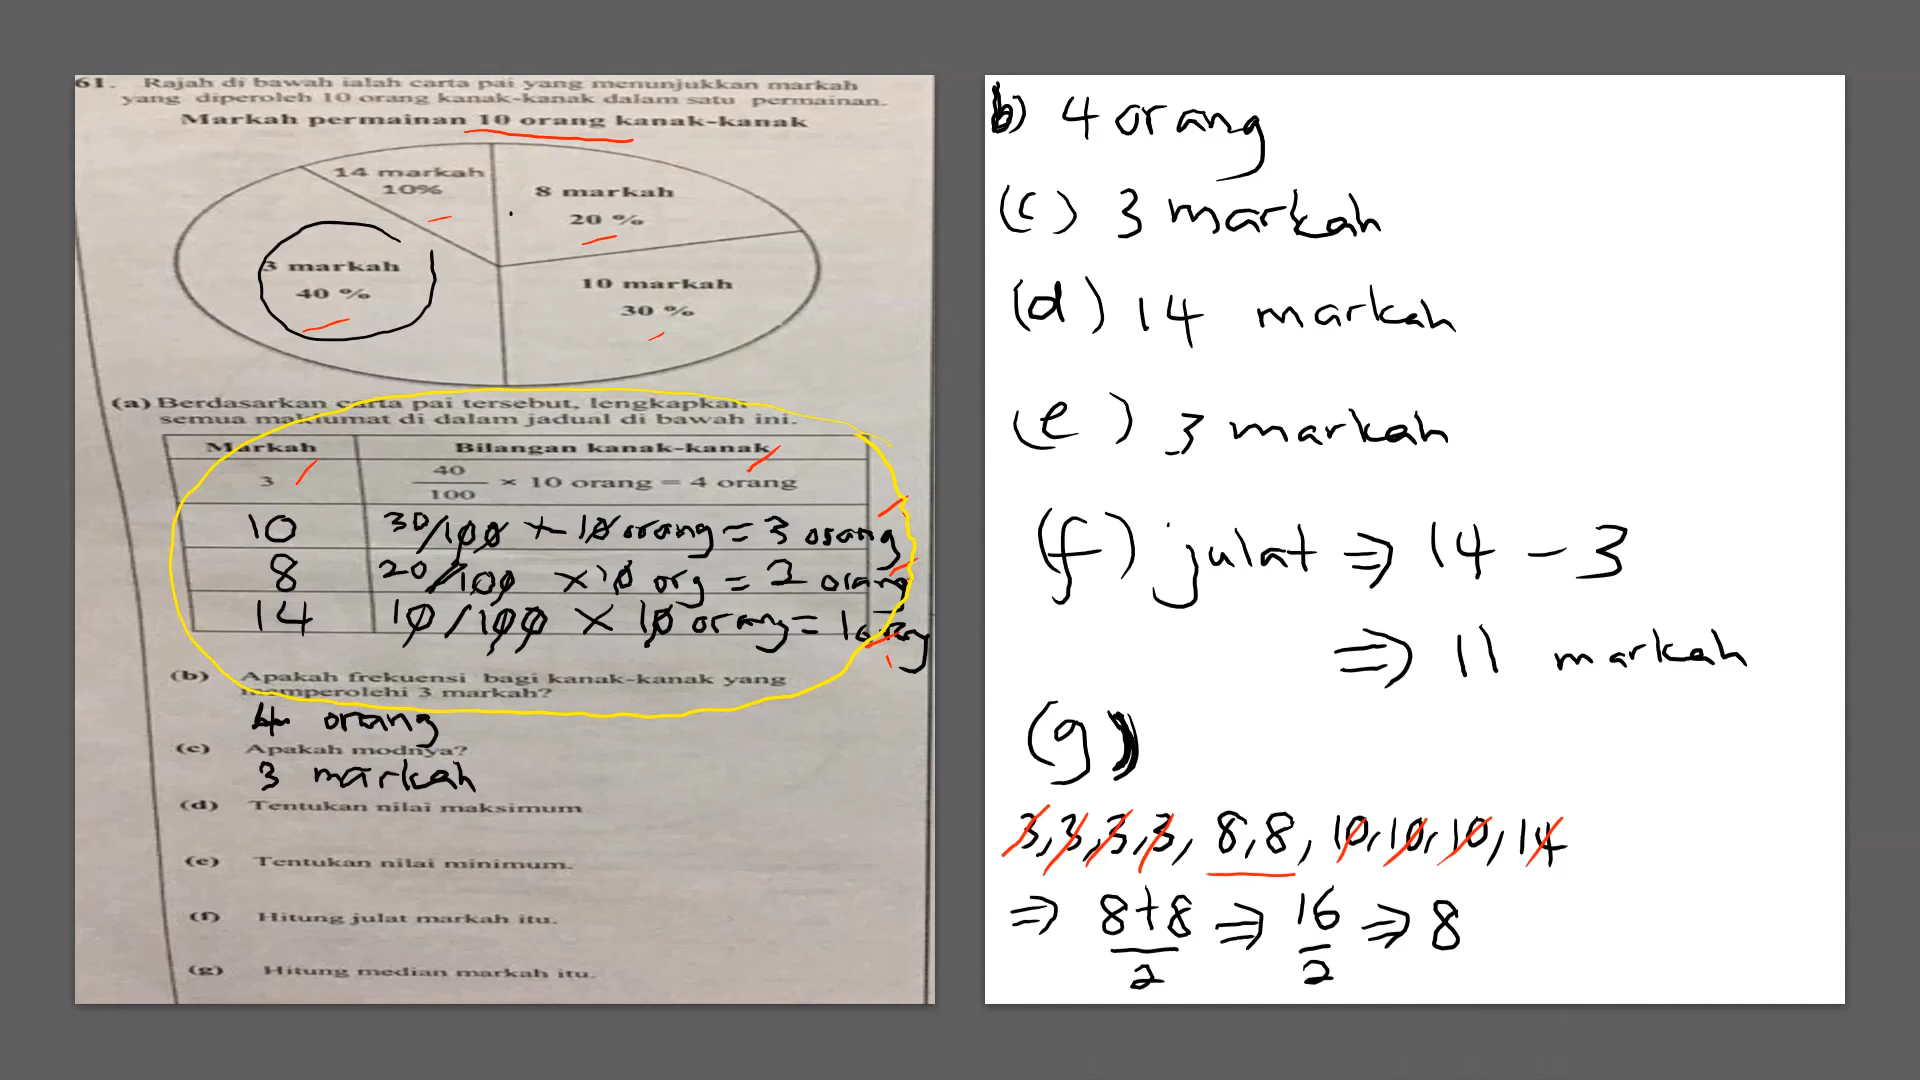 61. Rajah di bawah ialah carta pai yang menunjukkan markah
yang diperoleh 10 orang kanak-kanak dalam satu permainan.
Markah permainan 10 orang kanak-kanak
14 markah
10%
8 markah
20 %
3 markah
40 %
10 markah
30 %
(a) Berdasarkan carta pai tersebut, lengkapkan
semua maklumat di dalam jadual di bawah ini.
Markah Bilangan kanak-kanak
3 40/100 × 10 orang = 4 orang
10 30/100 × 10 orang = 3 orang
8 20/100 × 10 org = 2 orang
14 10/100 × 10 orang = 1 orang
(b) Apakah frekuensi bagi kanak-kanak yang
memperolehi 3 markah?
4 orang
(c) Apakah modnya?
3 markah
(d) Tentukan nilai maksimum
(e) Tentukan nilai minimum.
(f) Hitung julat markah itu.
(g) Hitung median markah itu.
b) 4 orang
(c) 3 markah
(d) 14 markah
(e) 3 markah
(f) julat ⇒ 14 - 3
⇒ 11 markah
(g)
3,3,3,3, 8,8, 10,10,10,14
⇒ 8+8/2 ⇒ 16/2 ⇒ 8